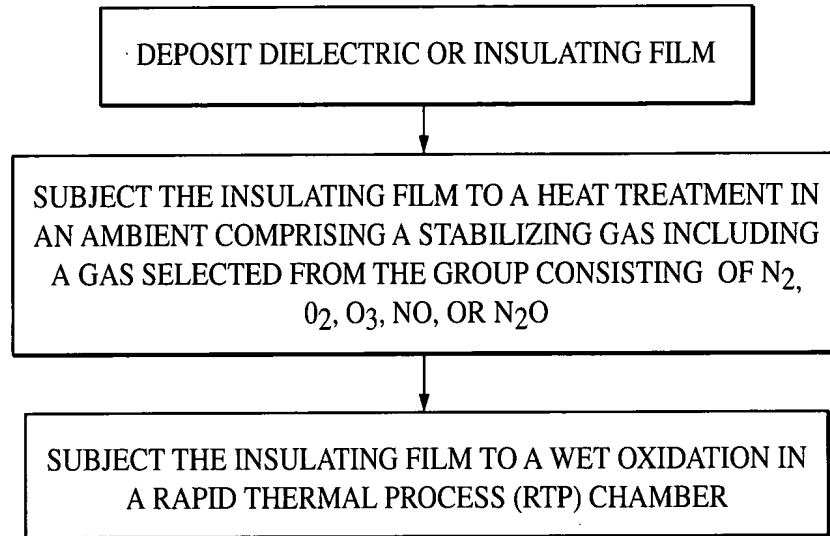 DEPOSIT DIELECTRIC OR INSULATING FILM
SUBJECT THE INSULATING FILM TO A HEAT TREATMENT IN
AN AMBIENT COMPRISING A STABILIZING GAS INCLUDING
A GAS SELECTED FROM THE GROUP CONSISTING OF N2,
02, O3, NO, OR N2O
SUBJECT THE INSULATING FILM TO A WET OXIDATION IN
A RAPID THERMAL PROCESS (RTP) CHAMBER